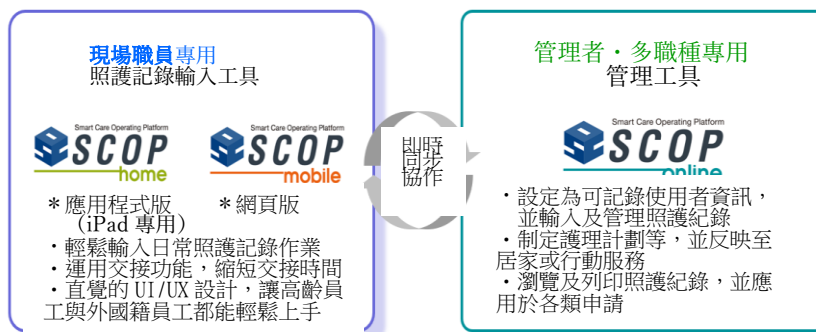 現場職員專用
照護記錄輸入工具
Smart Care Operating Platform
SCOP
home
Smart Care Operating Platform
SCOP
mobile
＊應用程式版
（iPad 專用）
＊網頁版
・輕鬆輸入日常照護記錄作業
・運用交接功能，縮短交接時間
・直覺的 UI/UX 設計，讓高齡員
工與外國籍員工都能輕鬆上手
即時
同步
協作
管理者・多職種專用
管理工具
Smart Care Operating Platform
SCOP
online
・設定為可記錄使用者資訊，
並輸入及管理照護紀錄
・制定護理計劃等，並反映至
居家或行動服務
・瀏覽及列印照護紀錄，並應
用於各類申請